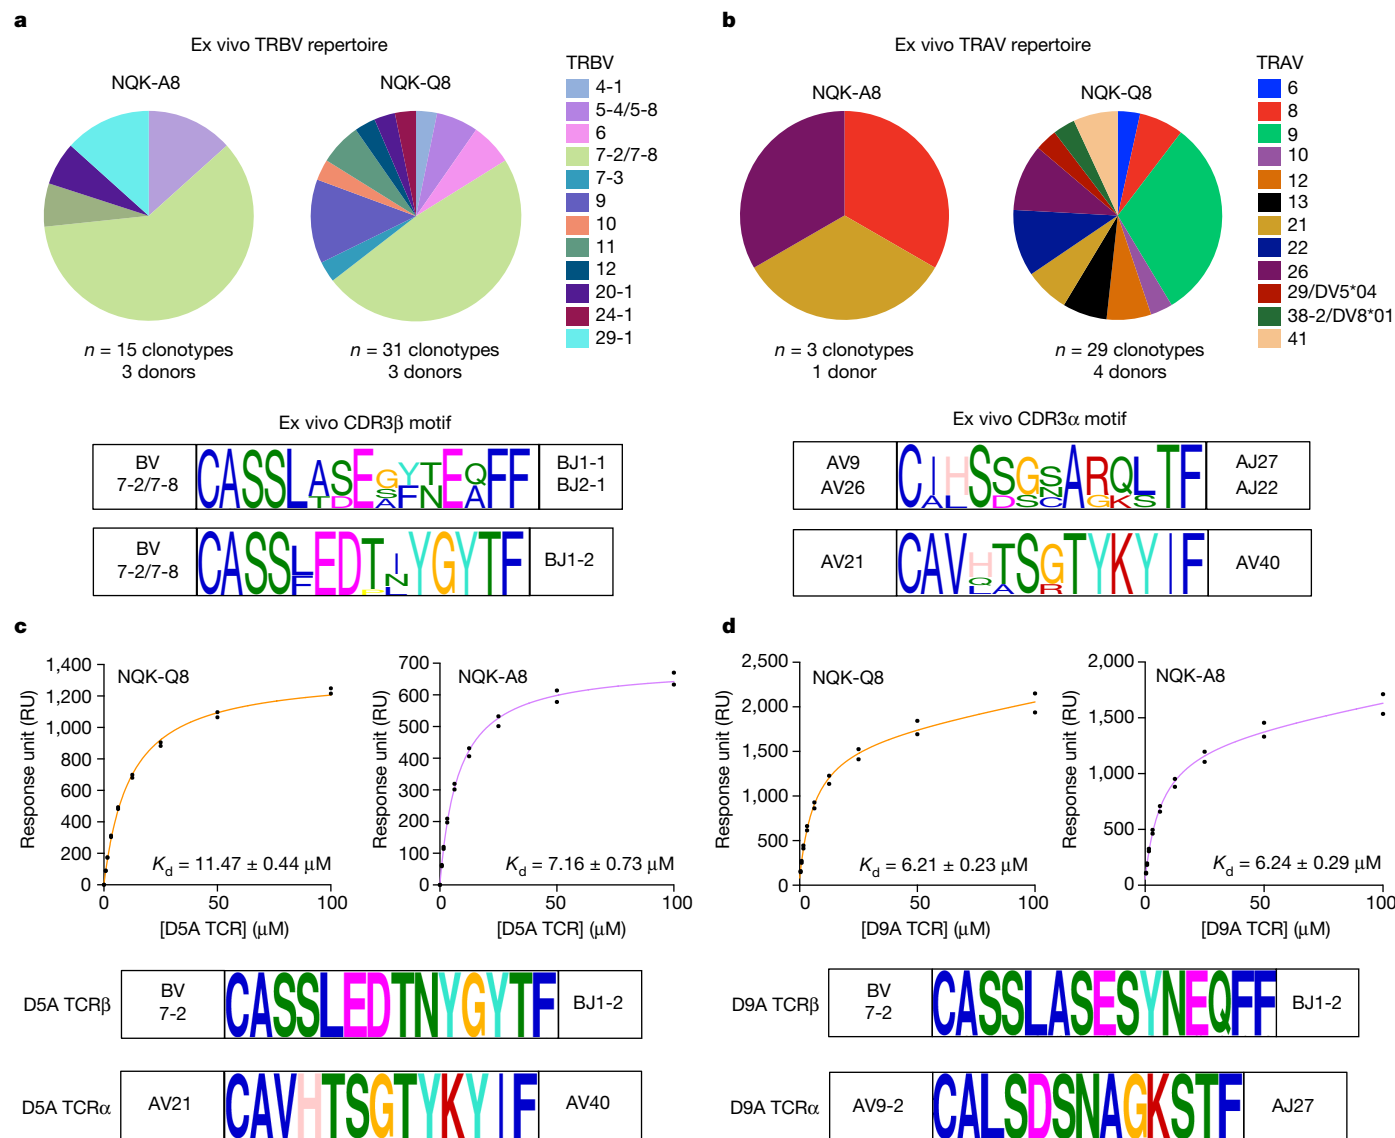 a
Ex vivo TRBV repertoire
NQK-A8
NQK-Q8
TRBV
4-1
5-4/5-8
6
7-2/7-8
7-3
9
10
11
12
20-1
24-1
29-1
n = 15 clonotypes
3 donors
n = 31 clonotypes
3 donors
Ex vivo CDR3β motif
BV
7-2/7-8
CASSLASEGYTEQFF
TDSFNA
A
BJ1-1
BJ2-1
BV
7-2/7-8
CASSLEDTIYGYTF
FN
L
BJ1-2
b
Ex vivo TRAV repertoire
NQK-A8
NQK-Q8
TRAV
6
8
9
10
12
13
21
22
26
29/DV5*04
38-2/DV8*01
41
n = 3 clonotypes
1 donor
n = 29 clonotypes
4 donors
Ex vivo CDR3α motif
AV9
AV26
CIHSSGSARQLTF
ALDSNGKS
C
AJ27
AJ22
AV21
CAVHTSGTYKYIF
QAR
L
AV40
c
NQK-Q8
Response unit (RU)
1,400
1,200
1,000
800
600
400
200
0
Kd = 11.47 ± 0.44 μM
0
50
100
[D5A TCR] (μM)
NQK-A8
Response unit (RU)
700
600
500
400
300
200
100
0
Kd = 7.16 ± 0.73 μM
0
50
100
[D5A TCR] (μM)
D5A TCRβ
BV
7-2
CASSLEDTNYGYTF
BJ1-2
D5A TCRα
AV21
CAVHTSGTYKYIF
AV40
d
NQK-Q8
Response unit (RU)
2,500
2,000
1,500
1,000
500
0
Kd = 6.21 ± 0.23 μM
0
50
100
[D9A TCR] (μM)
NQK-A8
Response unit (RU)
2,000
1,500
1,000
500
0
Kd = 6.24 ± 0.29 μM
0
50
100
[D9A TCR] (μM)
D9A TCRβ
BV
7-2
CASSLASESYNEQFF
BJ1-2
D9A TCRα
AV9-2
CALSDSNAGKSTF
AJ27